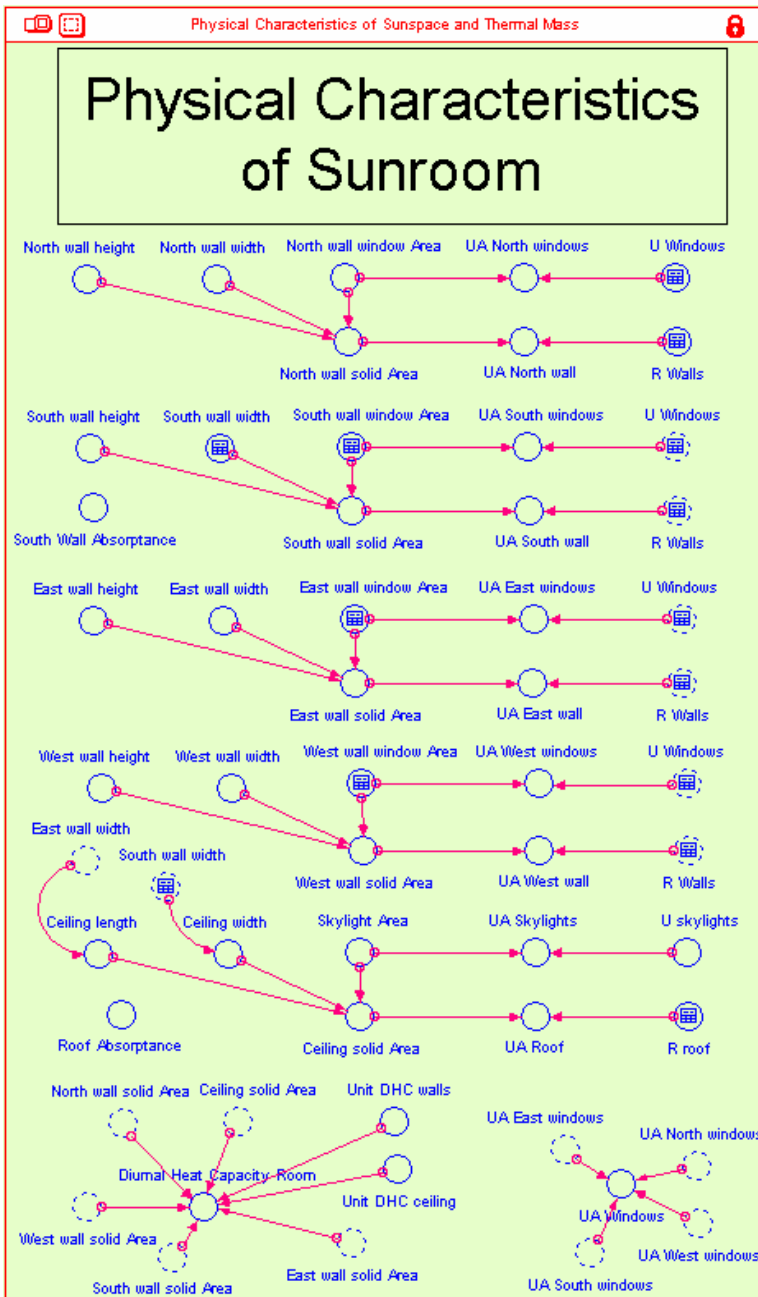 Physical Characteristics of Sunspace and Thermal Mass
Physical Characteristics
of Sunroom
North wall height North wall width North wall window Area UA North windows U Windows
North wall solid Area UA North wall R Walls
South wall height South wall width South wall window Area UA South windows U Windows
South Wall Absorptance South wall solid Area UA South wall R Walls
East wall height East wall width East wall window Area UA East windows U Windows
East wall solid Area UA East wall R Walls
West wall height West wall width West wall window Area UA West windows U Windows
East wall width
South wall width
West wall solid Area UA West wall R Walls
Ceiling length Ceiling width Skylight Area UA Skylights U skylights
Roof Absorptance Ceiling solid Area UA Roof R roof
North wall solid Area Ceiling solid Area Unit DHC walls
UA East windows
UA North windows
Diurnal Heat Capacity Room
Unit DHC ceiling
UA Windows
West wall solid Area
UA West windows
South wall solid Area East wall solid Area
UA South windows